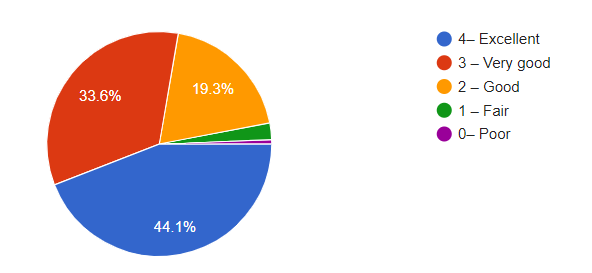 33.6%
19.3%
44.1%
4– Excellent
3 – Very good
2 – Good
1 – Fair
0– Poor